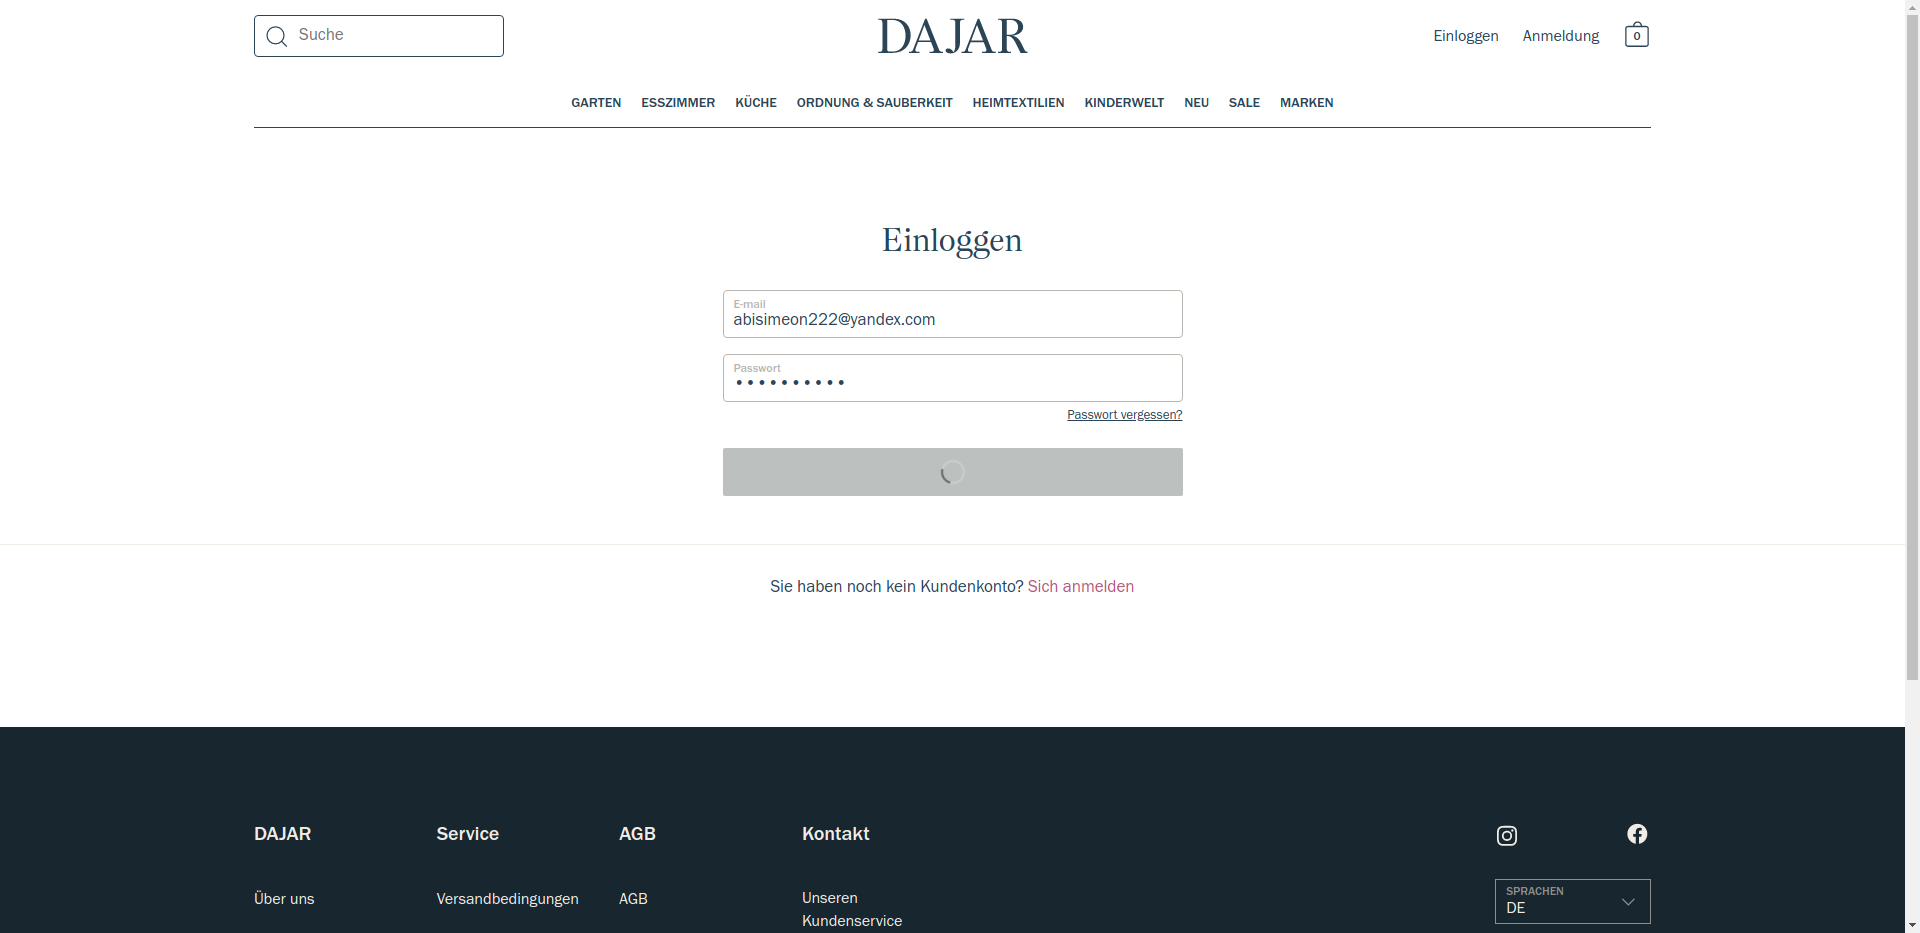 Suche
DAJAR
Einloggen
Anmeldung
0
GARTEN
ESSZIMMER
KÜCHE
ORDNUNG & SAUBERKEIT
HEIMTEXTILIEN
KINDERWELT
NEU
SALE
MARKEN
Einloggen
E-mail
abisimeon222@yandex.com
Passwort
••••••••••
Passwort vergessen?
Sie haben noch kein Kundenkonto? Sich anmelden
DAJAR
Service
AGB
Kontakt
Über uns
Versandbedingungen
AGB
Unseren
Kundenservice
SPRACHEN
DE